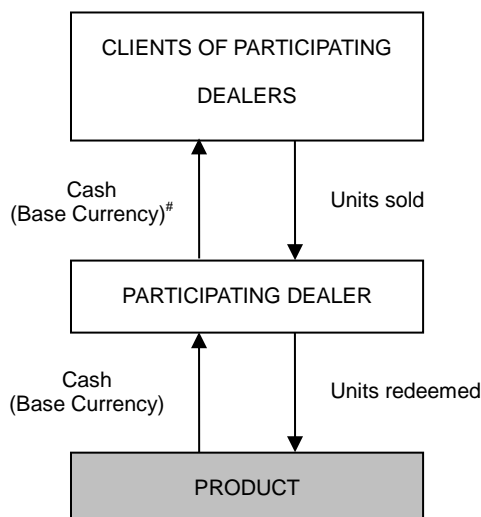 CLIENTS OF PARTICIPATING
DEALERS
Cash
(Base Currency)#
Units sold
PARTICIPATING DEALER
Cash
(Base Currency)
Units redeemed
PRODUCT